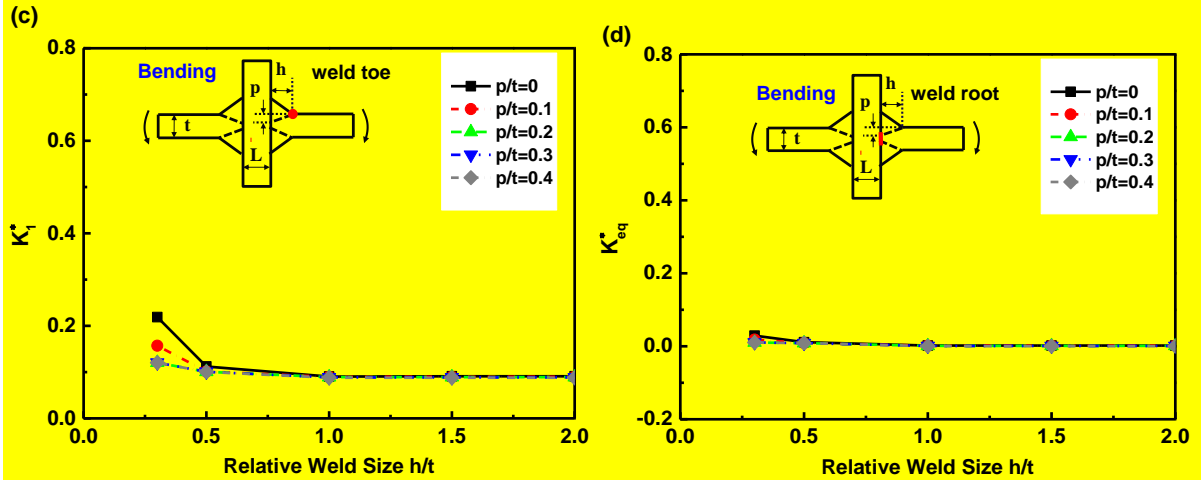 (c)
0.8
0.6
0.4
0.2
0.0
K*1
Bending
weld toe
h
p
t
L
p/t=0
p/t=0.1
p/t=0.2
p/t=0.3
p/t=0.4
0.0 0.5 1.0 1.5 2.0
Relative Weld Size h/t
(d)
0.8
0.6
0.4
0.2
0.0
-0.2
K*eq
Bending
weld root
h
p
t
L
p/t=0
p/t=0.1
p/t=0.2
p/t=0.3
p/t=0.4
0.0 0.5 1.0 1.5 2.0
Relative Weld Size h/t